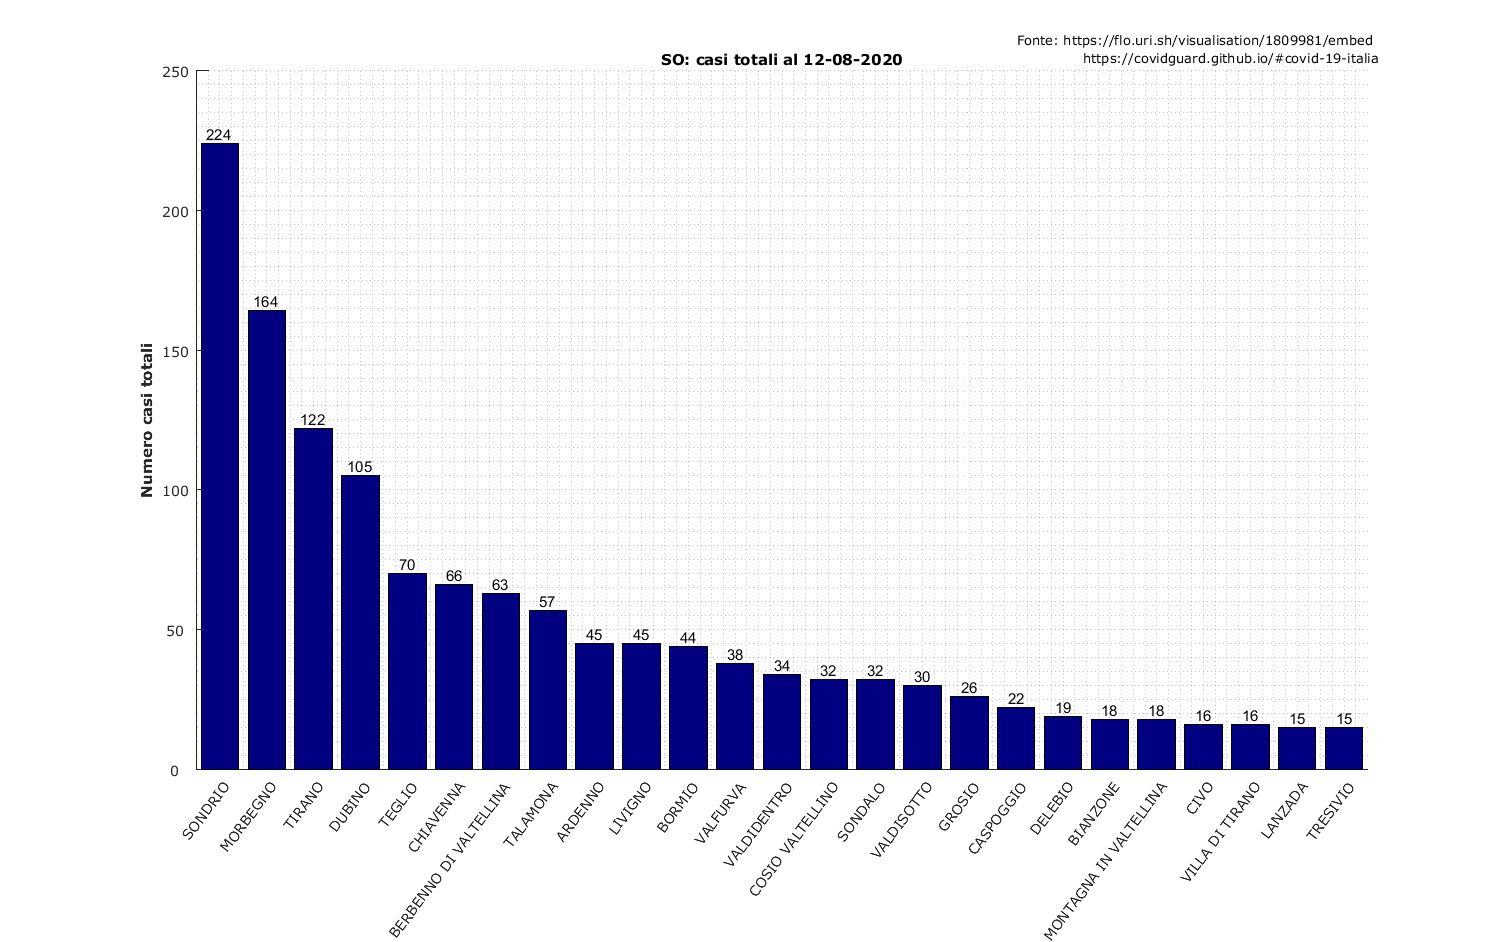 Fonte: https://flo.uri.sh/visualisation/1809981/embed
https://covidguard.github.io/#covid-19-italia
SO: casi totali al 12-08-2020
Numero casi totali
250
200
150
100
50
0
224
164
122
105
70
66
63
57
45
45
44
38
34
32
32
30
26
22
19
18
18
16
16
15
15
SONDRIO
MORBEGNO
TIRANO
DUBINO
TEGLIO
CHIAVENNA
BERBENNO DI VALTELLINA
TALAMONA
ARDENNO
LIVIGNO
BORMIO
VALFURVA
VALDIDENTRO
COSIO VALTELLINO
SONDALO
VALDISOTTO
GROSIO
CASPOGGIO
DELEBIO
BIANZONE
MONTAGNA IN VALTELLINA
CIVO
VILLA DI TIRANO
LANZADA
TRESIVIO